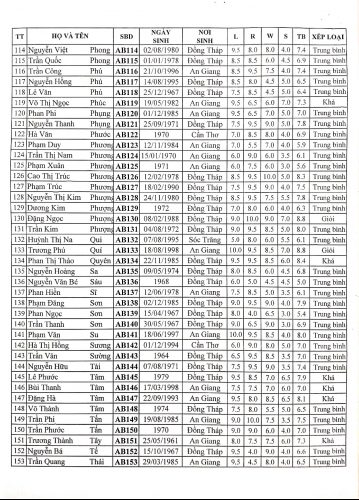 TT HỌ VÀ TÊN SBD NGÀY SINH NƠI SINH L R W S TB XẾP LOẠI
114 Nguyễn Việt Phong AB114 02/08/1980 Đồng Tháp 9.5 8.0 8.0 4.0 7.4 Trung bình
115 Trần Quốc Phong AB115 01/01/1978 Đồng Tháp 8.5 8.5 6.0 4.5 6.9 Trung bình
116 Trần Công Phú AB116 21/10/1996 An Giang 8.5 9.5 7.5 4.0 7.4 Trung bình
117 Nguyễn Hồng Phú AB117 14/08/1995 Đồng Tháp 8.5 8.5 6.5 4.5 7.0 Trung bình
118 Lê Văn Phú AB118 25/12/1967 Đồng Tháp 7.5 8.5 4.5 5.0 6.4 Trung bình
119 Võ Thị Ngọc Phúc AB119 19/05/1982 An Giang 9.5 6.5 6.0 7.0 7.3 Khá
120 Phan Phi Phụng AB120 01/12/1985 An Giang 9.5 6.5 7.0 5.0 7.0 Trung bình
121 Nguyễn Thanh Phụng AB121 25/09/1971 Đồng Tháp 9.5 9.5 7.0 5.0 7.8 Trung bình
122 Hà Văn Phước AB122 1970 Cần Thơ 7.0 8.5 8.0 4.0 6.9 Trung bình
123 Phạm Duy Phương AB123 12/11/1984 An Giang 7.0 5.5 7.0 4.0 5.9 Trung bình
124 Trần Thị Nam Phương AB124 15/01/1970 An Giang 6.0 9.0 6.0 3.5 6.1 Trung bình
125 Phạm Xuân Phương AB125 1971 An Giang 6.0 7.5 6.0 3.0 5.6 Trung bình
126 Cao Thị Trúc Phương AB126 12/02/1978 Đồng Tháp 8.5 9.5 10.0 5.0 8.3 Trung bình
127 Phạm Trúc Phương AB127 18/02/1990 Đồng Tháp 7.5 9.5 9.0 4.0 7.5 Trung bình
128 Nguyễn Thị Kim Phượng AB128 24/11/1980 Đồng Tháp 8.5 9.5 7.5 5.5 7.8 Trung bình
129 Dương Kim Phượng AB129 1972 Đồng Tháp 7.0 8.0 6.0 4.0 6.3 Trung bình
130 Đặng Ngọc Phượng AB130 08/02/1988 Đồng Tháp 9.0 10.0 9.0 7.0 8.8 Giỏi
131 Trần Kim Phượng AB131 04/08/1972 Đồng Tháp 9.0 9.5 8.5 5.0 8.0 Trung bình
132 Huỳnh Thị Na Qui AB132 07/08/1995 Sóc Trăng 5.0 8.0 6.0 5.5 6.1 Trung bình
133 Trương Phú Quí AB133 18/08/1998 An Giang 10.0 9.5 8.5 7.0 8.8 Giỏi
134 Phan Thị Thảo Quyên AB134 22/11/1985 Đồng Tháp 9.5 9.5 8.5 6.0 8.4 Khá
135 Nguyễn Hoàng Sa AB135 09/05/1974 Đồng Tháp 8.0 8.5 6.0 4.5 6.8 Trung bình
136 Nguyễn Văn Bé Sáu AB136 1968 Đồng Tháp 6.0 5.0 4.5 4.5 5.0 Trung bình
137 Phan Hiền Sĩ AB137 12/06/1978 An Giang 7.5 8.5 5.0 3.5 6.1 Trung bình
138 Phạm Đăng Sơn AB138 02/12/1985 Đồng Tháp 9.0 9.5 9.0 4.0 7.9 Trung bình
139 Phan Ngọc Sơn AB139 15/04/1967 Đồng Tháp 8.0 4.0 6.5 3.0 5.4 Trung bình
140 Trần Thanh Sơn AB140 30/05/1967 Đồng Tháp 9.5 9.0 6.5 3.0 6.9 Trung bình
141 Phạm Văn Su AB141 18/06/1997 An Giang 10.0 9.5 8.5 4.0 8.0 Trung bình
142 Hà Thị Hồng Sương AB142 01/12/1994 Cần Thơ 6.0 9.0 8.0 5.0 7.0 Trung bình
143 Trần Văn Sường AB143 1964 Đồng Tháp 6.5 9.5 8.5 3.5 7.0 Trung bình
144 Nguyễn Hữu Tài AB144 07/08/1971 Đồng Tháp 7.5 9.5 9.0 3.5 7.4 Trung bình
145 Lê Phước Tâm AB145 1979 Đồng Tháp 9.5 8.5 7.0 6.5 7.9 Khá
146 Bùi Thanh Tâm AB146 17/03/1998 An Giang 7.5 7.5 7.0 6.0 7.0 Khá
147 Đặng Hà Tâm AB147 22/09/1993 An Giang 9.5 8.0 8.5 6.5 8.1 Khá
148 Võ Thành Tâm AB148 1974 Đồng Tháp 7.5 8.0 5.5 5.0 6.5 Trung bình
149 Trần Phi Tấn AB149 19/08/1985 An Giang 9.0 10.0 7.5 3.5 7.5 Trung bình
150 Trần Phước Tấn AB150 1970 Đồng Tháp 9.0 9.0 6.0 4.0 7.0 Trung bình
151 Trương Thành Tây AB151 25/05/1961 An Giang 8.0 7.5 7.5 6.0 7.3 Khá
152 Nguyễn Bá Tể AB152 15/10/1967 Đồng Tháp 9.5 4.0 9.0 4.0 6.6 Trung bình
153 Trần Quang Thái AB153 29/03/1985 An Giang 9.5 4.5 8.0 4.0 6.5 Trung bình